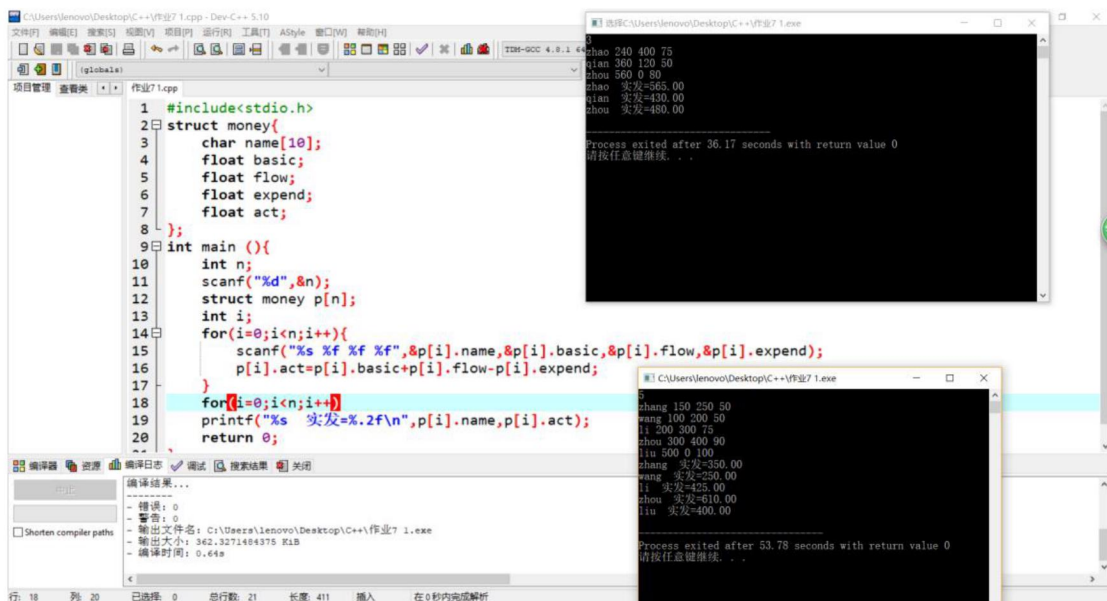 C:\Users\lenovo\Desktop\C++\作业7 1.cpp - Dev-C++ 5.10
文件[F] 编辑[E] 搜索[S] 视图[V] 项目[P] 运行[R] 工具[T] AStyle 窗口[W] 帮助[H]
TDM-GCC 4.8.1 64
(globals)
项目管理 查看类
作业7 1.cpp
1 #include<stdio.h>
2 struct money{
3 char name[10];
4 float basic;
5 float flow;
6 float expend;
7 float act;
8 };
9 int main (){
10 int n;
11 scanf("%d",&n);
12 struct money p[n];
13 int i;
14 for(i=0;i<n;i++){
15 scanf("%s %f %f %f",&p[i].name,&p[i].basic,&p[i].flow,&p[i].expend);
16 p[i].act=p[i].basic+p[i].flow-p[i].expend;
17 }
18 for(i=0;i<n;i++)
19 printf("%s 实发=%.2f\n",p[i].name,p[i].act);
20 return 0;
选择C:\Users\lenovo\Desktop\C++\作业7 1.exe
3
zhao 240 400 75
qian 360 120 50
zhou 560 0 80
zhao 实发=565.00
qian 实发=430.00
zhou 实发=480.00
--------------------------------
Process exited after 36.17 seconds with return value 0
请按任意键继续. . .
C:\Users\lenovo\Desktop\C++\作业7 1.exe
5
zhang 150 250 50
wang 100 200 50
li 200 300 75
zhou 300 400 90
liu 500 0 100
zhang 实发=350.00
wang 实发=250.00
li 实发=425.00
zhou 实发=610.00
liu 实发=400.00
--------------------------------
Process exited after 53.78 seconds with return value 0
请按任意键继续. . .
编译器 资源 编译日志 调试 搜索结果 关闭
Shorten compiler paths
编译结果...
--------
- 错误: 0
- 警告: 0
- 输出文件名: C:\Users\lenovo\Desktop\C++\作业7 1.exe
- 输出大小: 362.3271484375 KiB
- 编译时间: 0.64s
行: 18 列: 20 已选择: 0 总行数: 21 长度: 411 插入 在 0 秒内完成解析